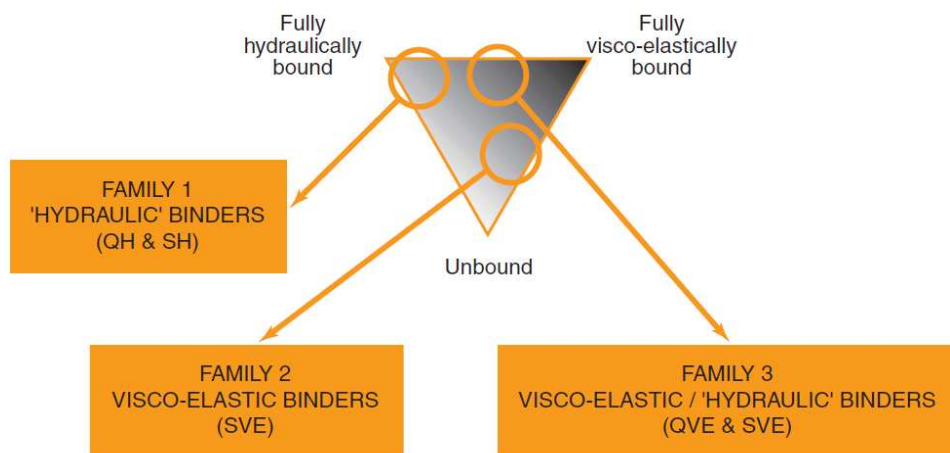 Fully
hydraulically
bound
Fully
visco-elastically
bound
FAMILY 1
'HYDRAULIC' BINDERS
(QH & SH)
Unbound
FAMILY 2
VISCO-ELASTIC BINDERS
(SVE)
FAMILY 3
VISCO-ELASTIC / 'HYDRAULIC' BINDERS
(QVE & SVE)